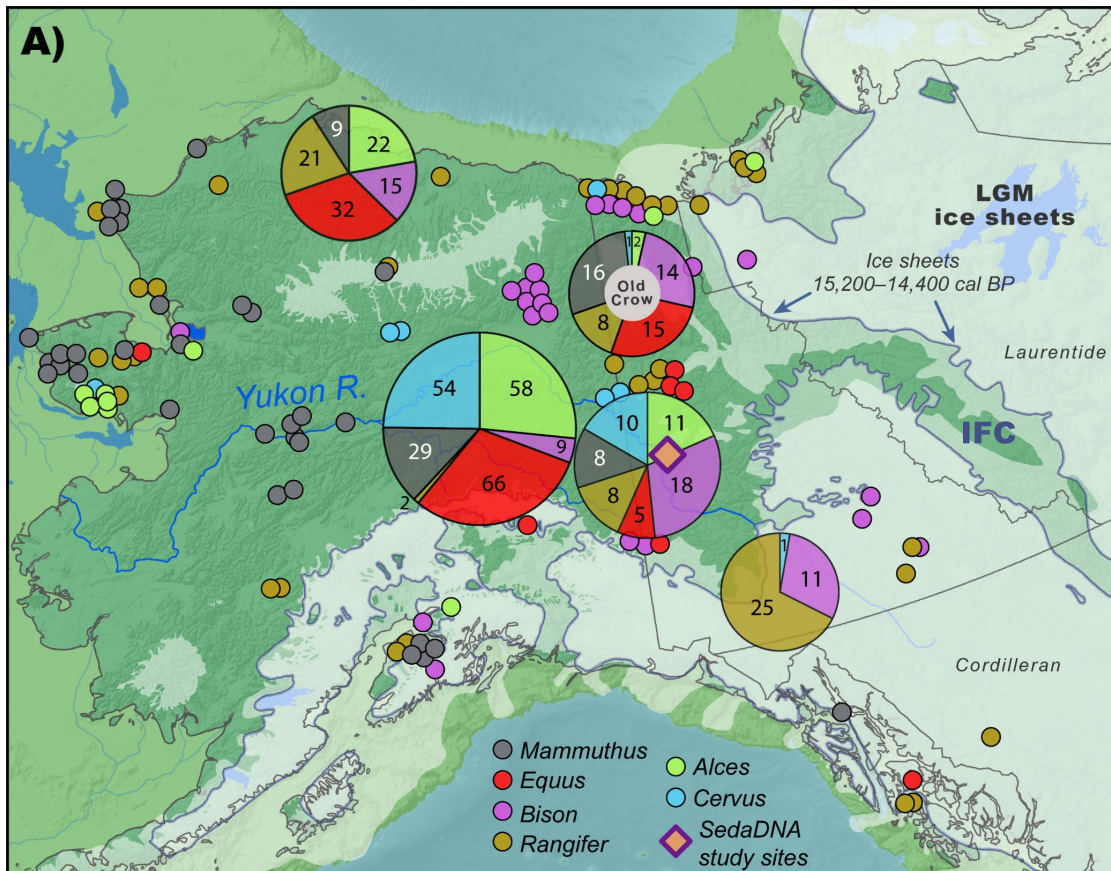 A)
9
22
21
15
32
LGM
ice sheets
Ice sheets
15,200–14,400 cal BP
1
2
16
14
Old
Crow
8
15
Laurentide
Yukon R.
54
58
10
11
IFC
29
9
8
18
66
8
5
2
1
11
25
Cordilleran
Mammuthus
Equus
Bison
Rangifer
Alces
Cervus
SedaDNA
study sites